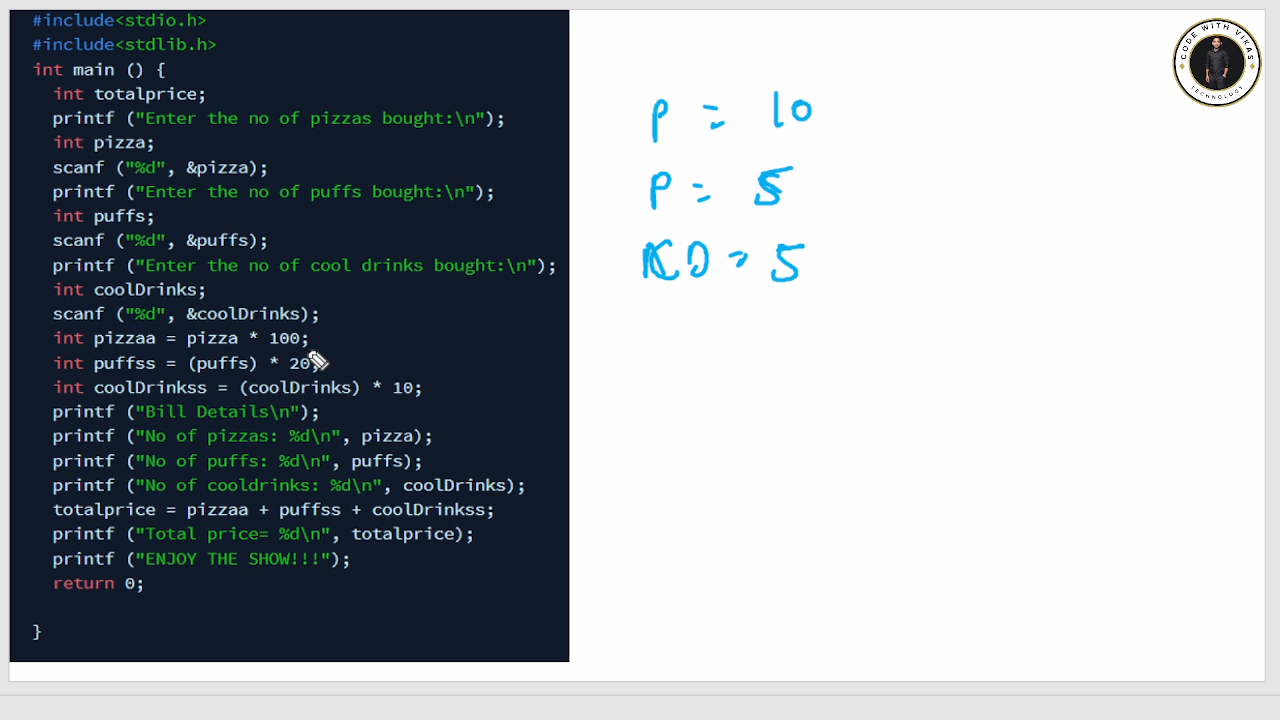 #include<stdio.h>
#include<stdlib.h>
int main () {
int totalprice;
printf ("Enter the no of pizzas bought:\n");
int pizza;
scanf ("%d", &pizza);
printf ("Enter the no of puffs bought:\n");
int puffs;
scanf ("%d", &puffs);
printf ("Enter the no of cool drinks bought:\n");
int coolDrinks;
scanf ("%d", &coolDrinks);
int pizzaa = pizza * 100;
int puffss = (puffs) * 20;
int coolDrinkss = (coolDrinks) * 10;
printf ("Bill Details\n");
printf ("No of pizzas: %d\n", pizza);
printf ("No of puffs: %d\n", puffs);
printf ("No of cooldrinks: %d\n", coolDrinks);
totalprice = pizzaa + puffss + coolDrinkss;
printf ("Total price= %d\n", totalprice);
printf ("ENJOY THE SHOW!!!");
return 0;
}
P = 10
P = 5
D = 5
CODE WITH VIKAS
TECHNOLOGY